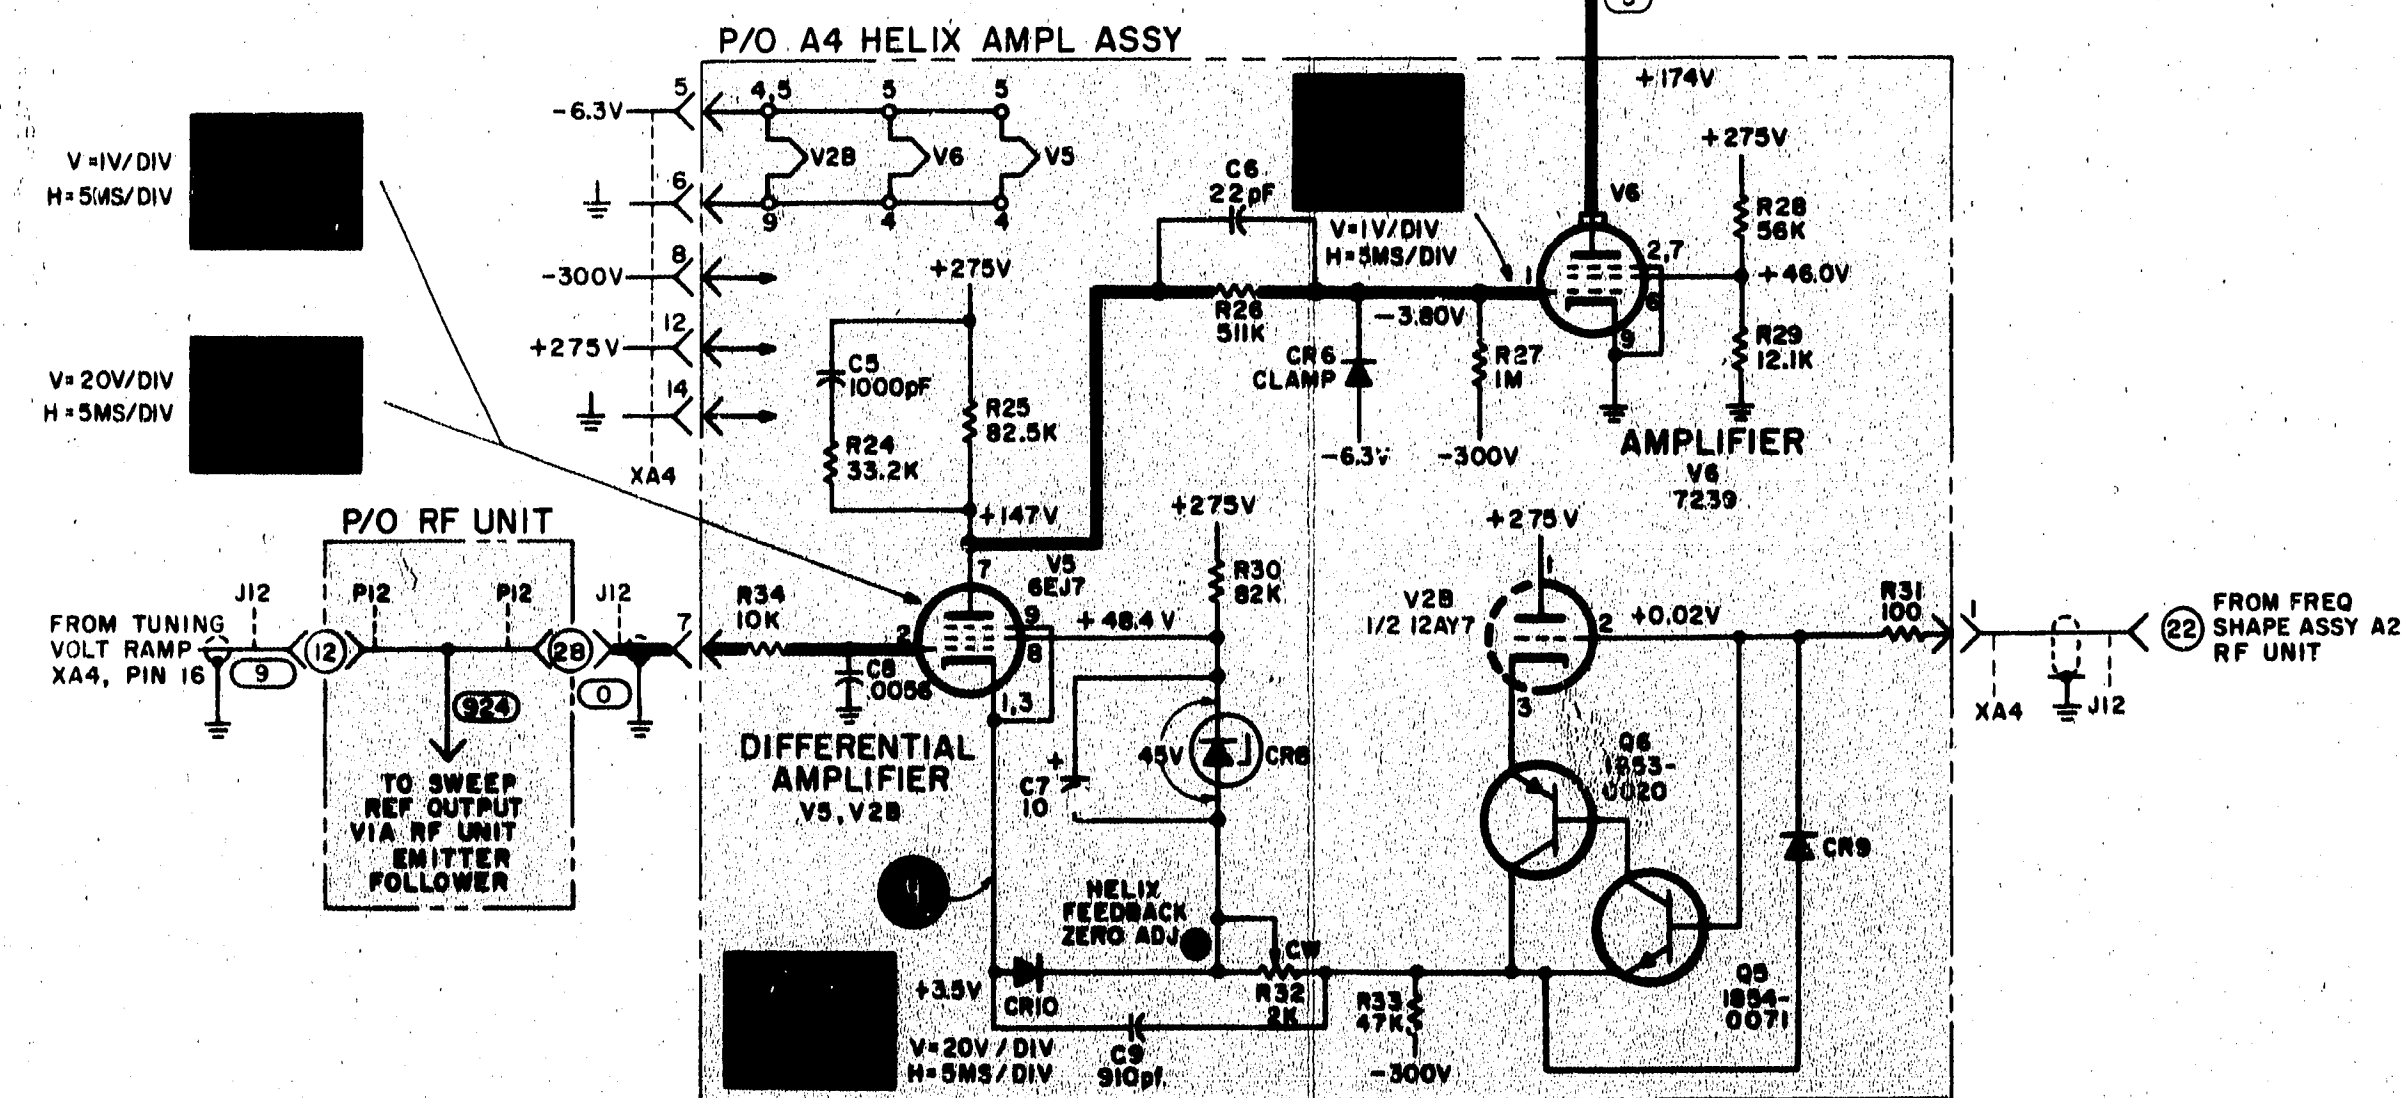 P/O A4 HELIX AMPL ASSY
+174V
-6.3V
5
4,5
5
5
V2B
V6
V5
6
9
4
4
V=1V/DIV
H=5MS/DIV
-300V
8
+275V
12
14
XA4
V=20V/DIV
H=5MS/DIV
+275V
C5
1000pF
R24
33.2K
R25
82.5K
+147V
C6
22pF
R26
511K
V=1V/DIV
H=5MS/DIV
-3.80V
CR6
CLAMP
-6.3V
R27
1M
-300V
V6
1
2,7
6
9
+275V
R28
56K
+46.0V
R29
12.1K
AMPLIFIER
V6
7239
P/O RF UNIT
J12
P12
P12
J12
FROM TUNING
VOLT RAMP
XA4, PIN 16
9
12
28
0
924
TO SWEEP
REF OUTPUT
VIA RF UNIT
EMITTER
FOLLOWER
7
R34
10K
C8
.0056
2
7
V5
6EJ7
9
8
1,3
+48.4V
DIFFERENTIAL
AMPLIFIER
V5,V2B
+275V
R30
82K
45V
CR8
+
C7
10
HELIX
FEEDBACK
ZERO ADJ
CW
R32
2K
+3.5V
CR10
C9
910pf
V=20V/DIV
H=5MS/DIV
R33
47K
-300V
+275V
V2B
1/2 12AY7
1
2
3
+0.02V
Q6
1853-
0020
Q5
1854-
0071
CR9
R31
100
1
XA4
J12
22
FROM FREQ
SHAPE ASSY A2
RF UNIT